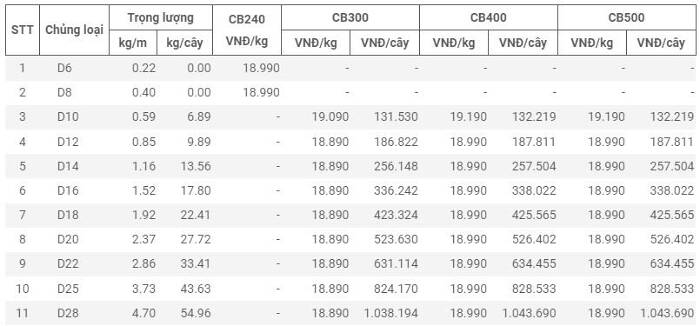 STT Chủng loại Trọng lượng CB240 CB300 CB400 CB500
kg/m kg/cây VNĐ/kg VNĐ/kg VNĐ/cây VNĐ/kg VNĐ/cây VNĐ/kg VNĐ/cây
1 D6 0.22 0.00 18.990 - - - - - -
2 D8 0.40 0.00 18.990 - - - - - -
3 D10 0.59 6.89 - 19.090 131.530 19.190 132.219 19.190 132.219
4 D12 0.85 9.89 - 18.890 186.822 18.990 187.811 18.990 187.811
5 D14 1.16 13.56 - 18.890 256.148 18.990 257.504 18.990 257.504
6 D16 1.52 17.80 - 18.890 336.242 18.990 338.022 18.990 338.022
7 D18 1.92 22.41 - 18.890 423.324 18.990 425.565 18.990 425.565
8 D20 2.37 27.72 - 18.890 523.630 18.990 526.402 18.990 526.402
9 D22 2.86 33.41 - 18.890 631.114 18.990 634.455 18.990 634.455
10 D25 3.73 43.63 - 18.890 824.170 18.990 828.533 18.990 828.533
11 D28 4.70 54.96 - 18.890 1.038.194 18.990 1.043.690 18.990 1.043.690